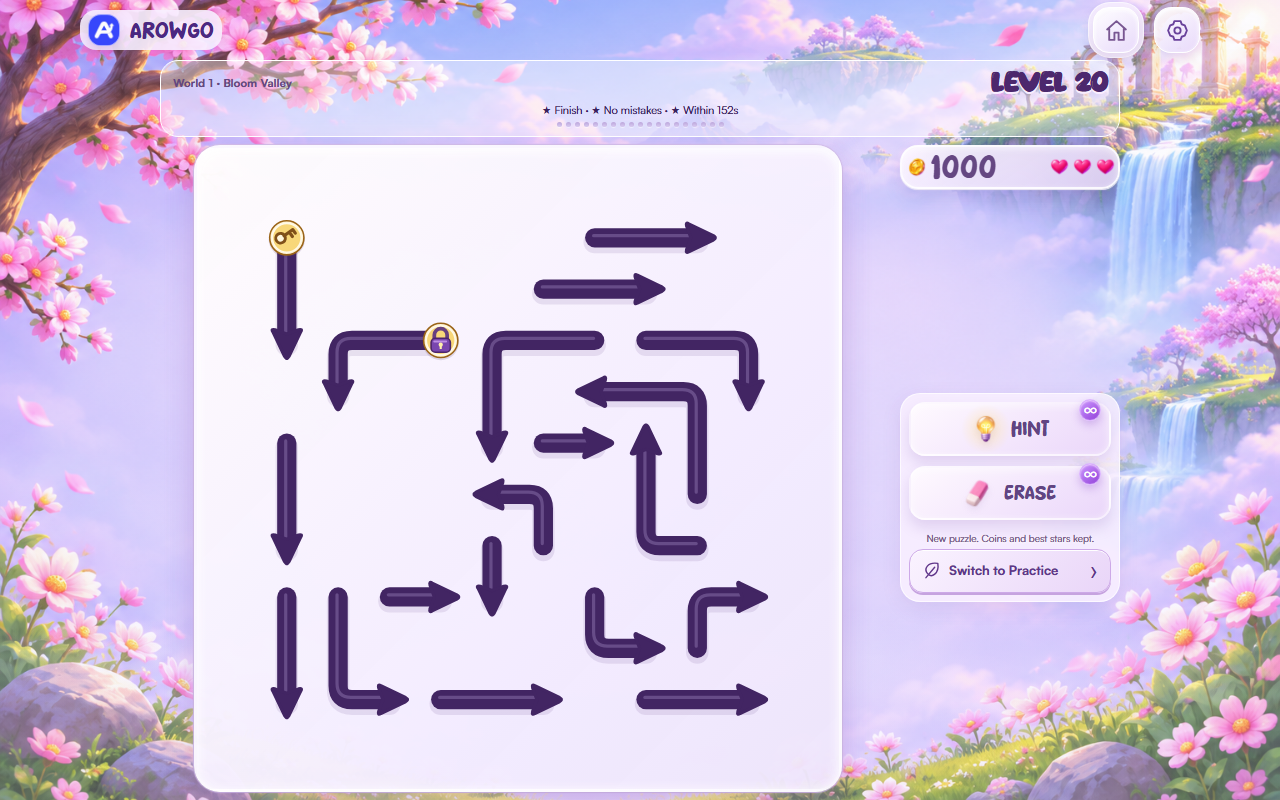 AROWGO
World 1 · Bloom Valley
LEVEL 20
★ Finish · ★ No mistakes · ★ Within 152s
1000
HINT
ERASE
New puzzle. Coins and best stars kept.
Switch to Practice